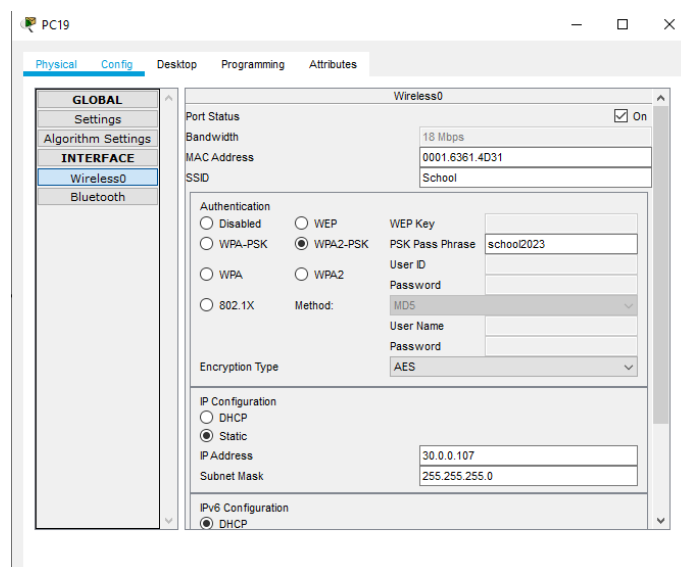 PC19
Physical Config Desktop Programming Attributes
GLOBAL
Settings
Algorithm Settings
INTERFACE
Wireless0
Bluetooth
Wireless0
Port Status On
Bandwidth 18 Mbps
MAC Address 0001.6361.4D31
SSID School
Authentication
Disabled WEP WEP Key
WPA-PSK WPA2-PSK PSK Pass Phrase school2023
User ID
WPA WPA2
Password
802.1X Method: MD5
User Name
Password
Encryption Type AES
IP Configuration
DHCP
Static
IP Address 30.0.0.107
Subnet Mask 255.255.255.0
IPv6 Configuration
DHCP